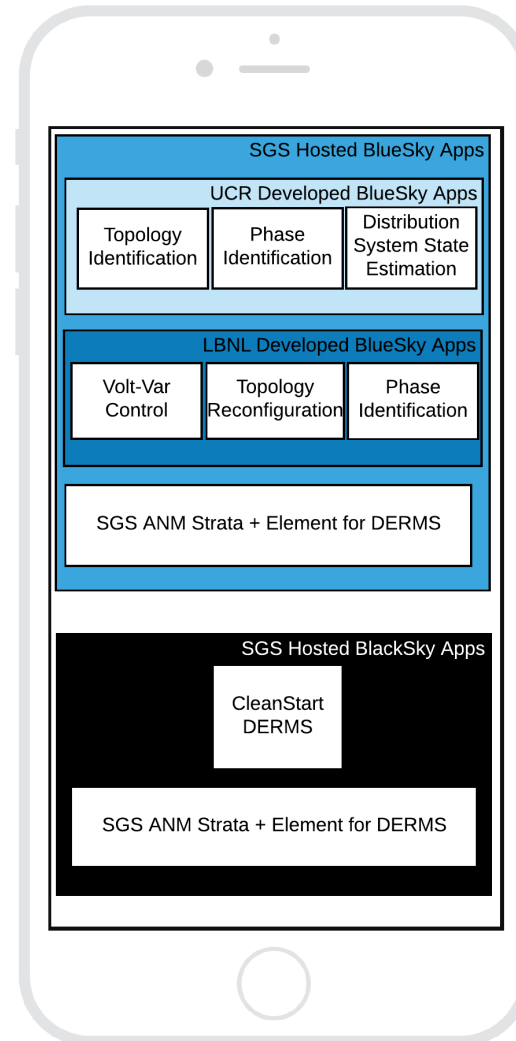 SGS Hosted BlueSky Apps
UCR Developed BlueSky Apps
Topology
Identification
Phase
Identification
Distribution
System State
Estimation
LBNL Developed BlueSky Apps
Volt-Var
Control
Topology
Reconfiguration
Phase
Identification
SGS ANM Strata + Element for DERMS
SGS Hosted BlackSky Apps
CleanStart
DERMS
SGS ANM Strata + Element for DERMS